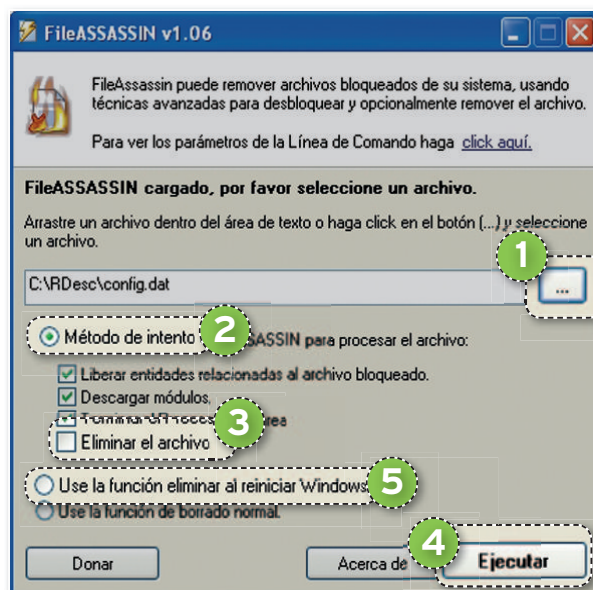 FileASSASSIN v1.06
FileAssassin puede remover archivos bloqueados de su sistema, usando
técnicas avanzadas para desbloquear y opcionalmente remover el archivo.
Para ver los parámetros de la Línea de Comando haga click aquí.
FileASSASSIN cargado, por favor seleccione un archivo.
Arrastre un archivo dentro del área de texto o haga click en el botón (...) y seleccione
un archivo.
1
C:\RDesc\config.dat
...
Método de intento 2 ASSASSIN para procesar el archivo:
Liberar entidades relacionadas al archivo bloqueado.
Descargar módulos.
3
Eliminar el archivo
Use la función eliminar al reiniciar Windows 5
Use la función de borrado normal.
4
Donar
Acerca de
Ejecutar